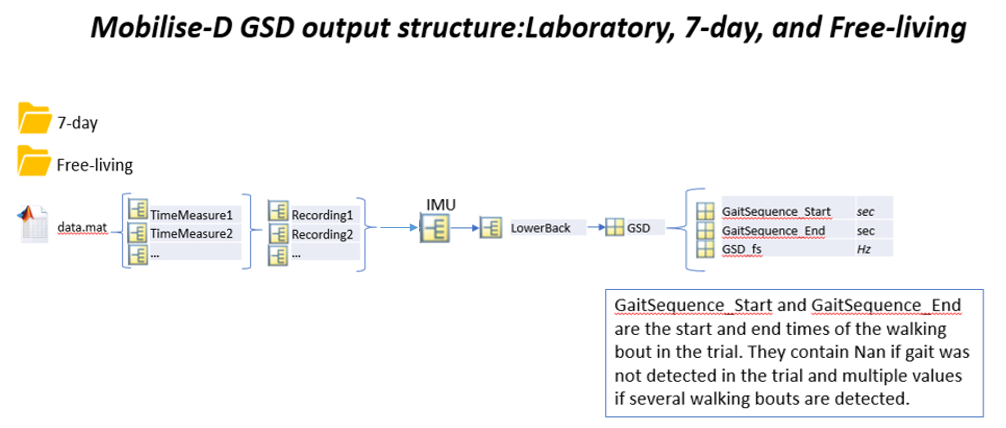 Mobilise-D GSD output structure:Laboratory, 7-day, and Free-living
7-day
Free-living
data.mat
TimeMeasure1
TimeMeasure2
...
Recording1
Recording2
...
IMU
LowerBack
GSD
GaitSequence_Start sec
GaitSequence_End sec
GSD_fs Hz
GaitSequence_Start and GaitSequence_End
are the start and end times of the walking
bout in the trial. They contain Nan if gait was
not detected in the trial and multiple values
if several walking bouts are detected.